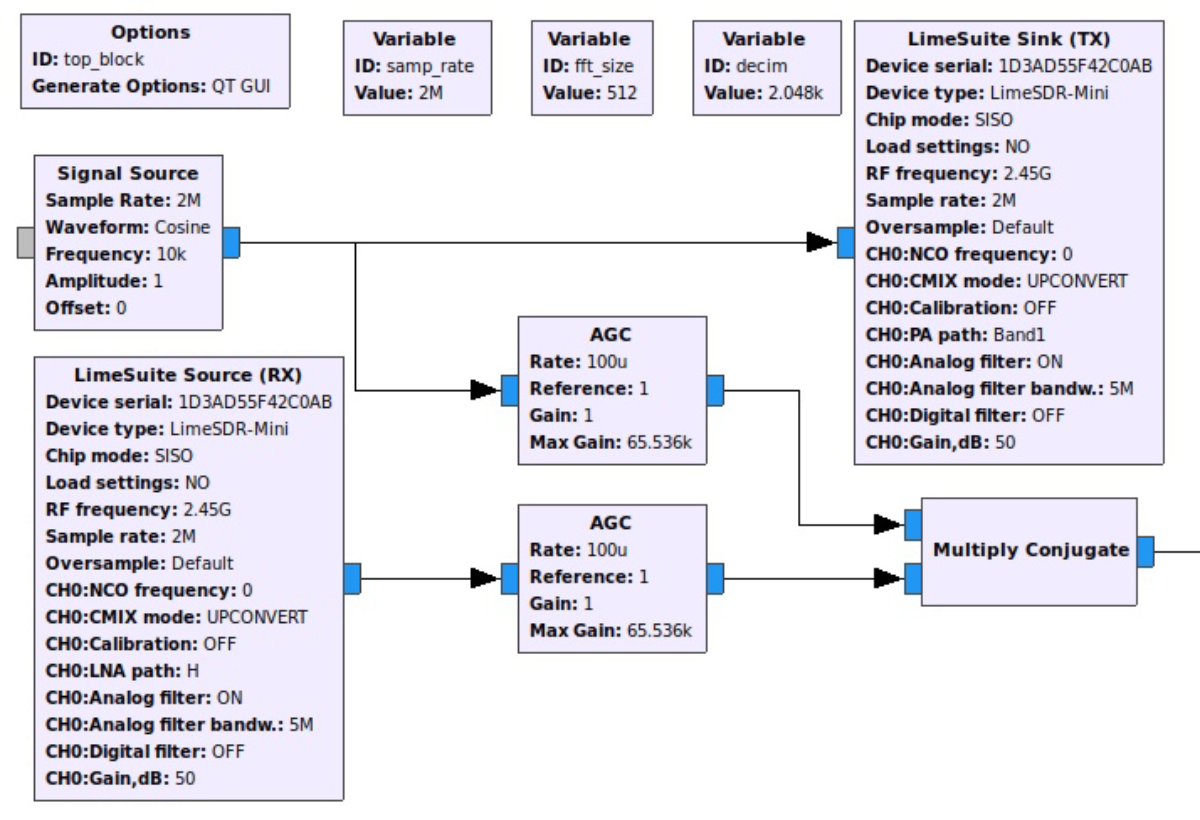 Options
ID: top_block
Generate Options: QT GUI
Variable
ID: samp_rate
Value: 2M
Variable
ID: fft_size
Value: 512
Variable
ID: decim
Value: 2.048k
LimeSuite Sink (TX)
Device serial: 1D3AD55F42C0AB
Device type: LimeSDR-Mini
Chip mode: SISO
Load settings: NO
RF frequency: 2.45G
Sample rate: 2M
Oversample: Default
CH0:NCO frequency: 0
CH0:CMIX mode: UPCONVERT
CH0:Calibration: OFF
CH0:PA path: Band1
CH0:Analog filter: ON
CH0:Analog filter bandw.: 5M
CH0:Digital filter: OFF
CH0:Gain,dB: 50
Signal Source
Sample Rate: 2M
Waveform: Cosine
Frequency: 10k
Amplitude: 1
Offset: 0
AGC
Rate: 100u
Reference: 1
Gain: 1
Max Gain: 65.536k
LimeSuite Source (RX)
Device serial: 1D3AD55F42C0AB
Device type: LimeSDR-Mini
Chip mode: SISO
Load settings: NO
RF frequency: 2.45G
Sample rate: 2M
Oversample: Default
CH0:NCO frequency: 0
CH0:CMIX mode: UPCONVERT
CH0:Calibration: OFF
CH0:LNA path: H
CH0:Analog filter: ON
CH0:Analog filter bandw.: 5M
CH0:Digital filter: OFF
CH0:Gain,dB: 50
AGC
Rate: 100u
Reference: 1
Gain: 1
Max Gain: 65.536k
Multiply Conjugate